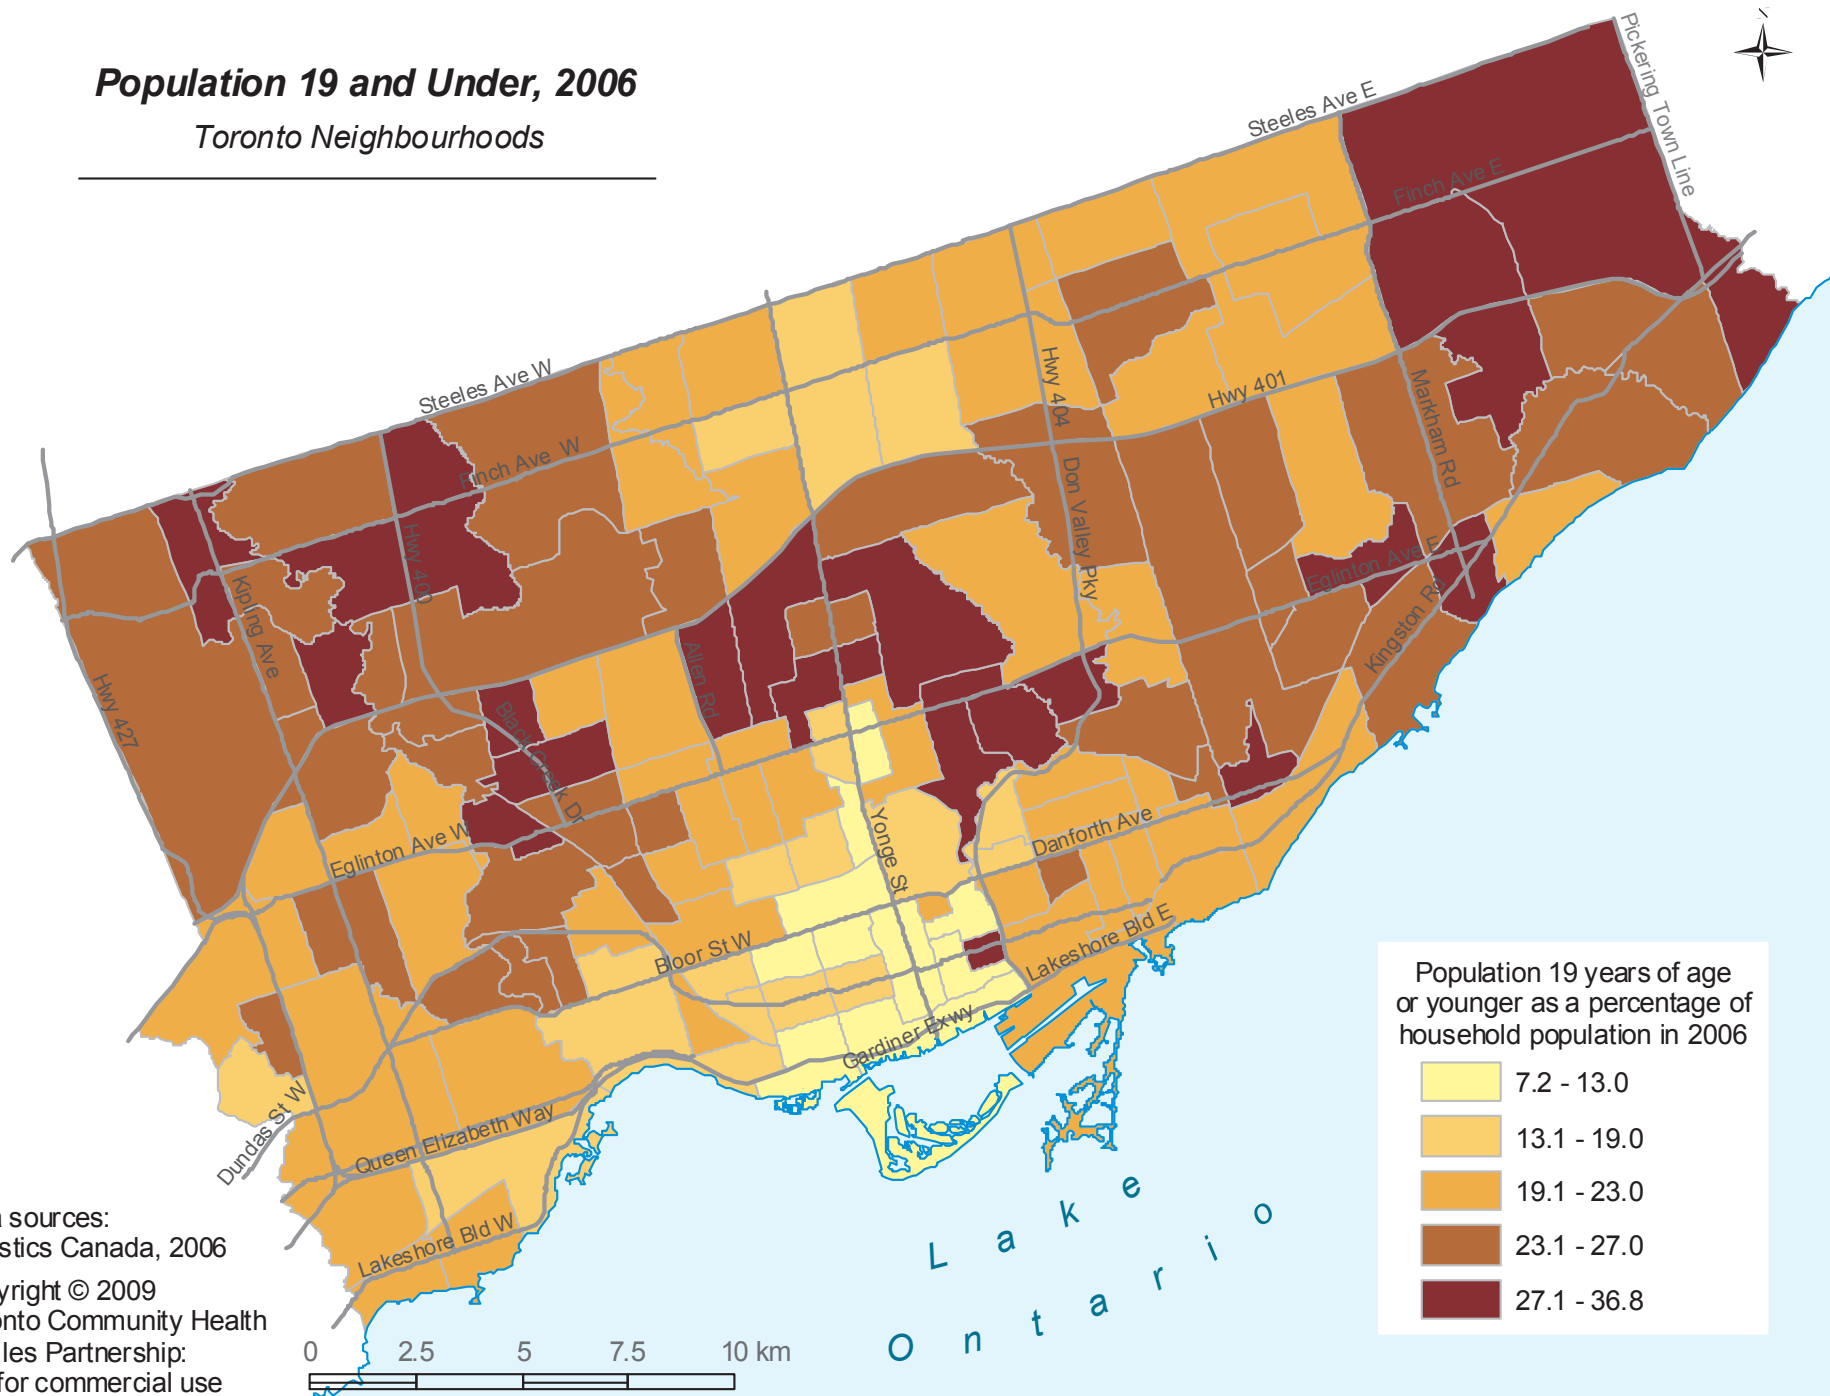 Population 19 and Under, 2006
Toronto Neighbourhoods
N
Pickering Town Line
Steeles Ave E
Finch Ave E
Steeles Ave W
Finch Ave W
Hwy 404
Hwy 401
Markham Rd
Don Valley Pky
Hwy 400
Kipling Ave
Eglinton Ave E
Kingston Rd
Hwy 427
Allen Rd
Black Creek Dr
Yonge St
Danforth Ave
Eglinton Ave W
Bloor St W
Lakeshore Bld E
Gardiner Exwy
Dundas St W
Queen Elizabeth Way
Lakeshore Bld W
Lake
Ontario
Population 19 years of age
or younger as a percentage of
household population in 2006
7.2 - 13.0
13.1 - 19.0
19.1 - 23.0
23.1 - 27.0
27.1 - 36.8
a sources:
stics Canada, 2006
yright © 2009
onto Community Health
les Partnership:
for commercial use
0 2.5 5 7.5 10 km